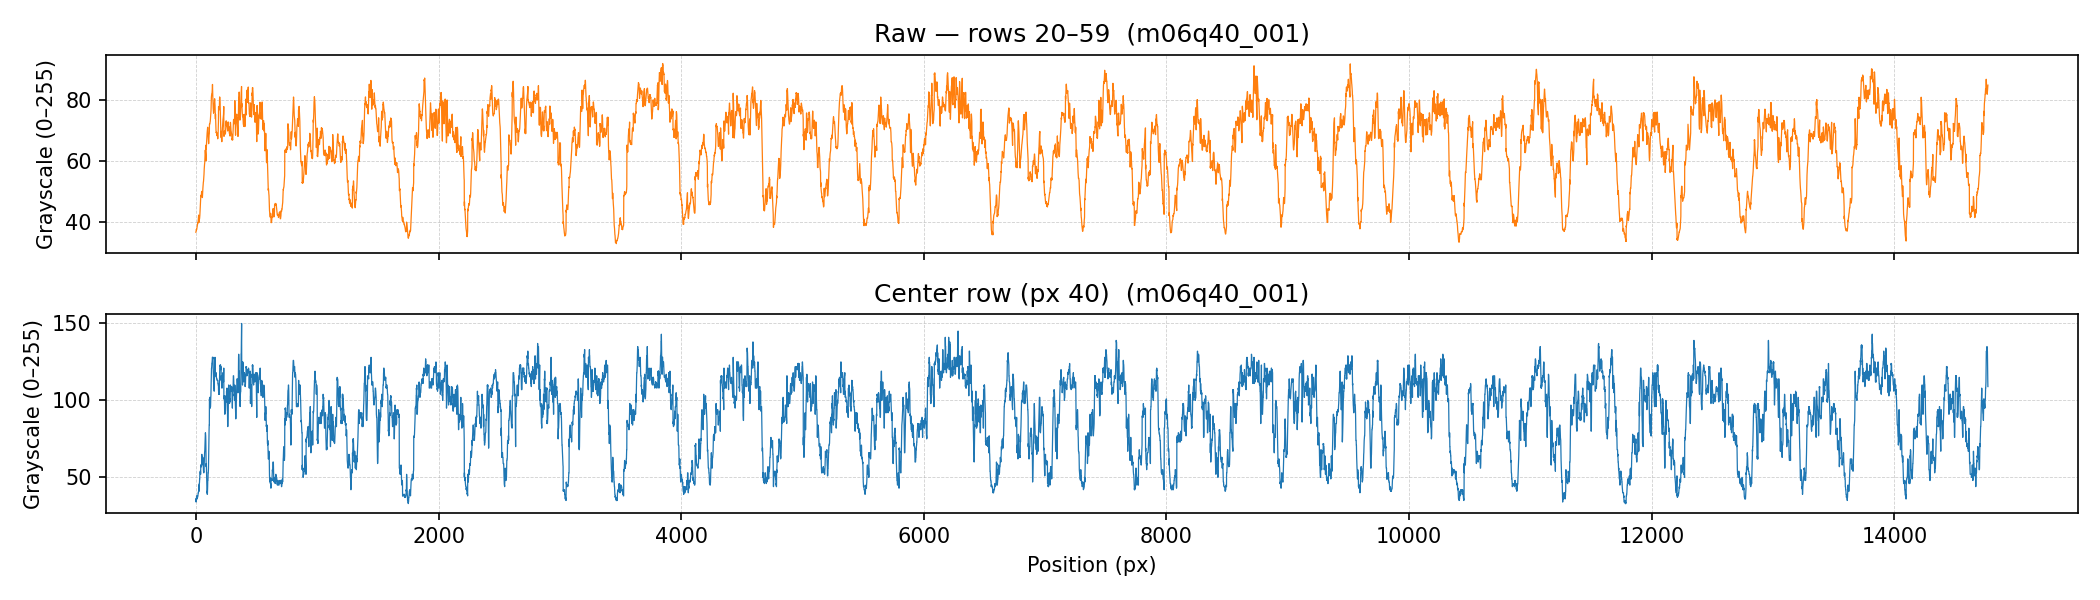 Raw — rows 20–59  (m06q40_001)
Grayscale (0–255)
80
60
40
Center row (px 40)  (m06q40_001)
Grayscale (0–255)
150
100
50
0 2000 4000 6000 8000 10000 12000 14000
Position (px)